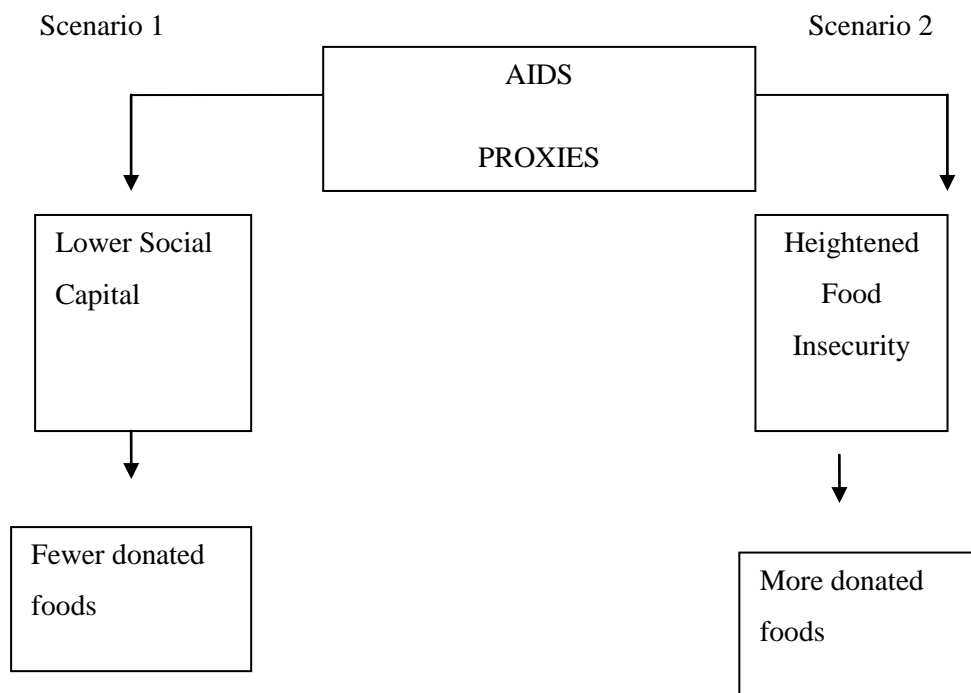 Scenario 1
Scenario 2
AIDS
PROXIES
Lower Social
Capital
Heightened
Food
Insecurity
Fewer donated
foods
More donated
foods